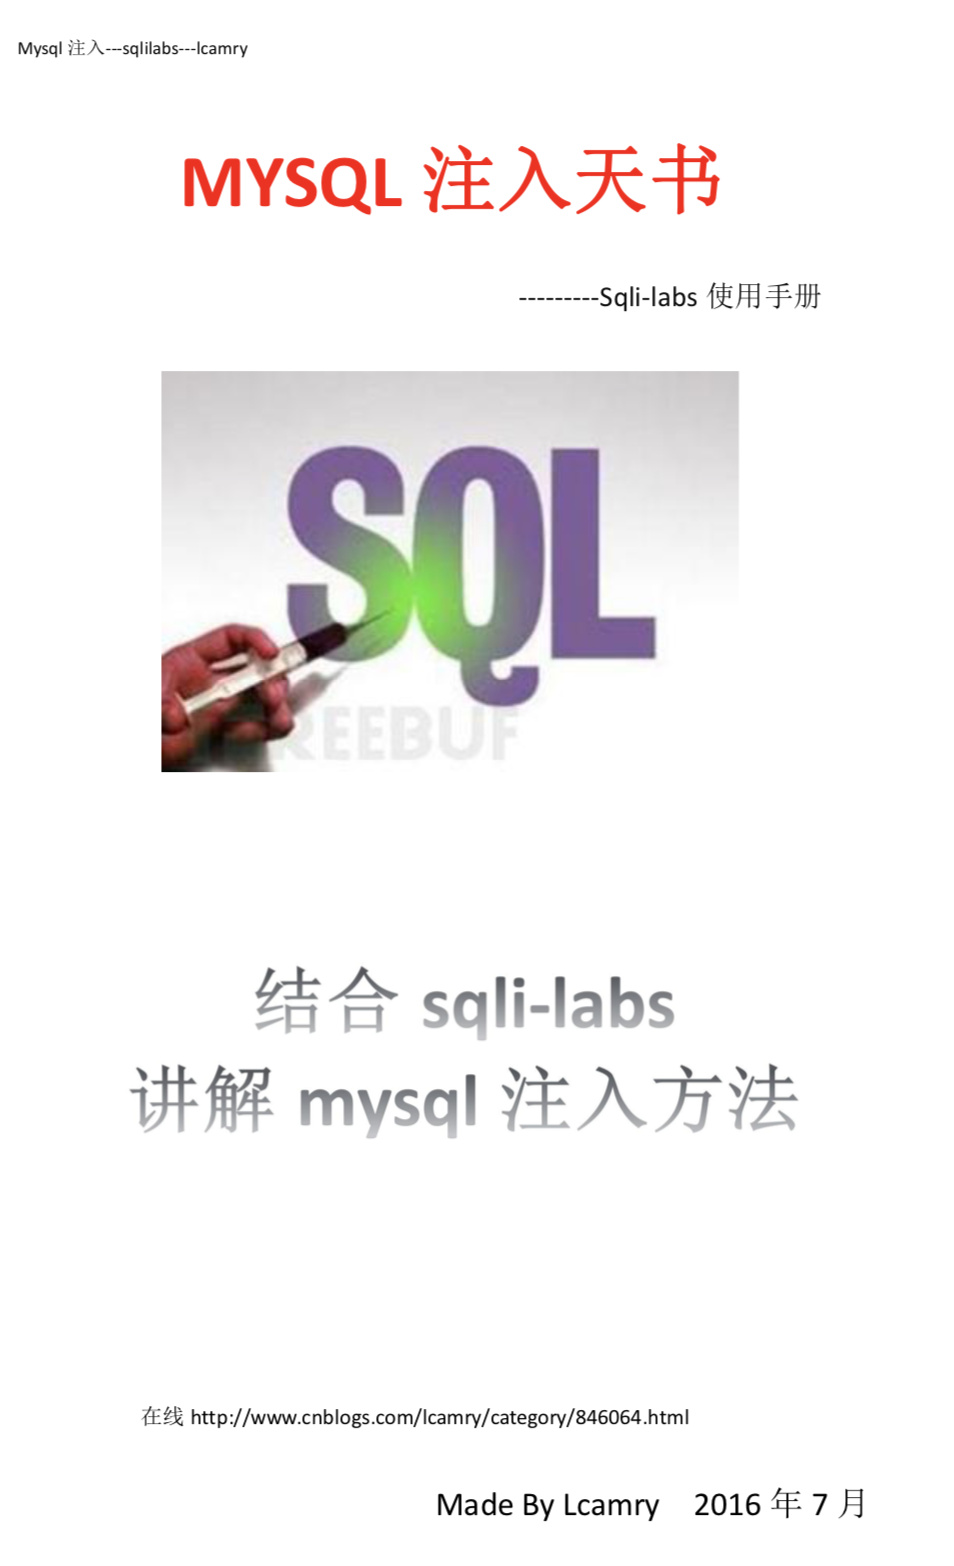 Mysql 注入---sqlilabs---lcamry
MYSQL 注入天书
---------Sqli-labs 使用手册
SQL
FREEBUF
结合 sqli-labs
讲解 mysql 注入方法
在线 http://www.cnblogs.com/lcamry/category/846064.html
Made By Lcamry 2016 年 7 月